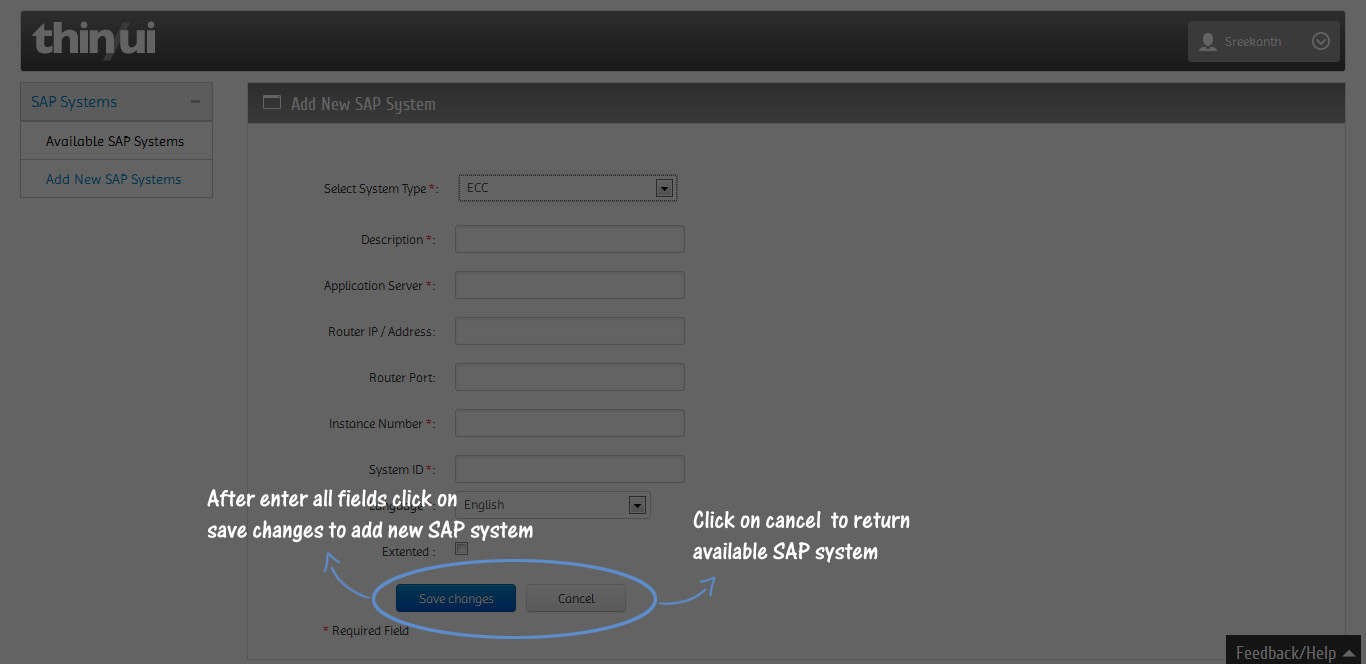 thin/ui
Sreekanth
SAP Systems
Available SAP Systems
Add New SAP Systems
Add New SAP System
Select System Type *: ECC
Description *:
Application Server *:
Router IP / Address:
Router Port:
Instance Number *:
System ID *:
Language *: English
Extented :
After enter all fields click on
save changes to add new SAP system
Click on cancel to return
available SAP system
Save changes Cancel
* Required Field
Feedback/Help